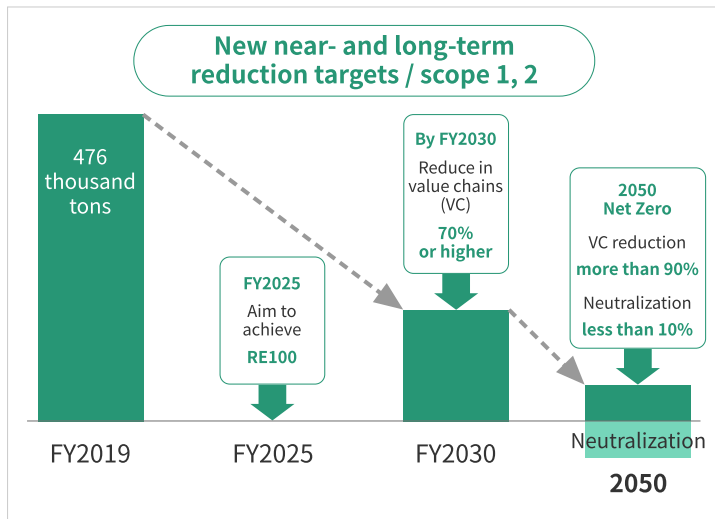 New near- and long-term
reduction targets / scope 1, 2
476
thousand
tons
FY2025
Aim to
achieve
RE100
By FY2030
Reduce in
value chains
(VC)
70%
or higher
2050
Net Zero
VC reduction
more than 90%
Neutralization
less than 10%
Neutralization
FY2019
FY2025
FY2030
2050